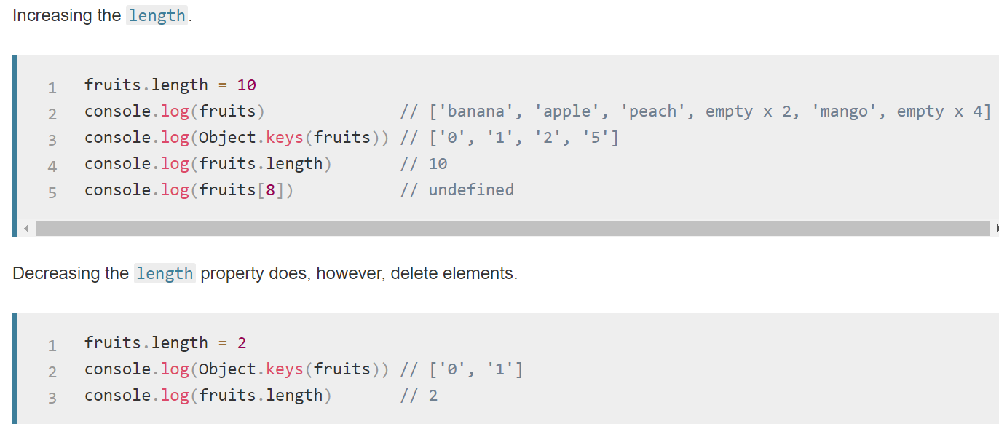 Increasing the length.
1 fruits.length = 10
2 console.log(fruits) // ['banana', 'apple', 'peach', empty x 2, 'mango', empty x 4]
3 console.log(Object.keys(fruits)) // ['0', '1', '2', '5']
4 console.log(fruits.length) // 10
5 console.log(fruits[8]) // undefined
Decreasing the length property does, however, delete elements.
1 fruits.length = 2
2 console.log(Object.keys(fruits)) // ['0', '1']
3 console.log(fruits.length) // 2